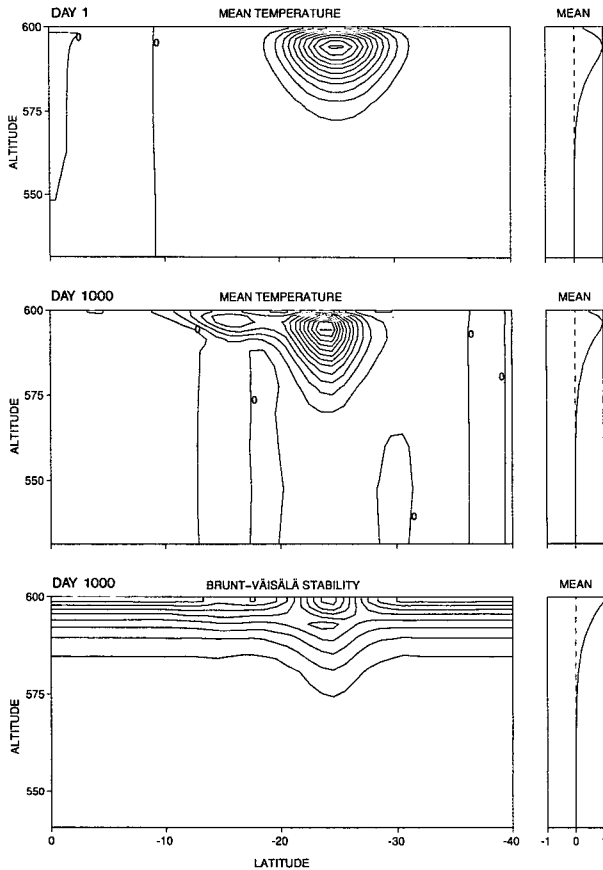 DAY 1 MEAN TEMPERATURE MEAN
600
575
550
ALTITUDE
0
0
DAY 1000 MEAN TEMPERATURE MEAN
600
575
550
ALTITUDE
0
0
0
0
0
DAY 1000 BRUNT–VÄISÄLÄ STABILITY MEAN
600
575
ALTITUDE
0 -10 -20 -30 -40 -1 0 1
LATITUDE